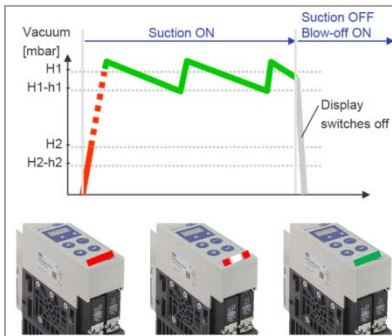 Vacuum
[mbar]
Suction ON
Suction OFF
Blow-off ON
H1
H1-h1
H2
H2-h2
Display
switches off